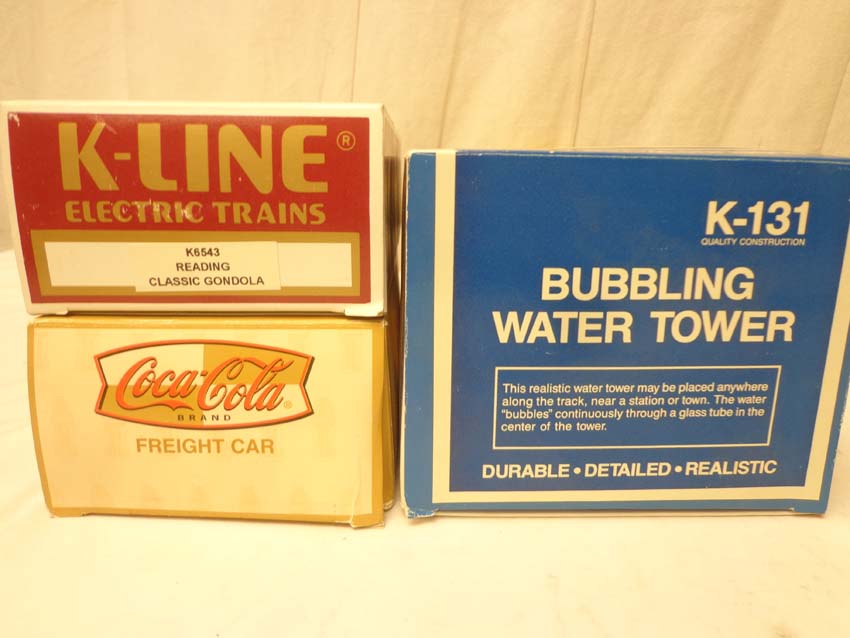 K-LINE®
ELECTRIC TRAINS
K6543
READING
CLASSIC GONDOLA
Coca-Cola®
BRAND
FREIGHT CAR
K-131
QUALITY CONSTRUCTION
BUBBLING
WATER TOWER
This realistic water tower may be placed anywhere
along the track, near a station or town. The water
"bubbles" continuously through a glass tube in the
center of the tower.
DURABLE • DETAILED • REALISTIC